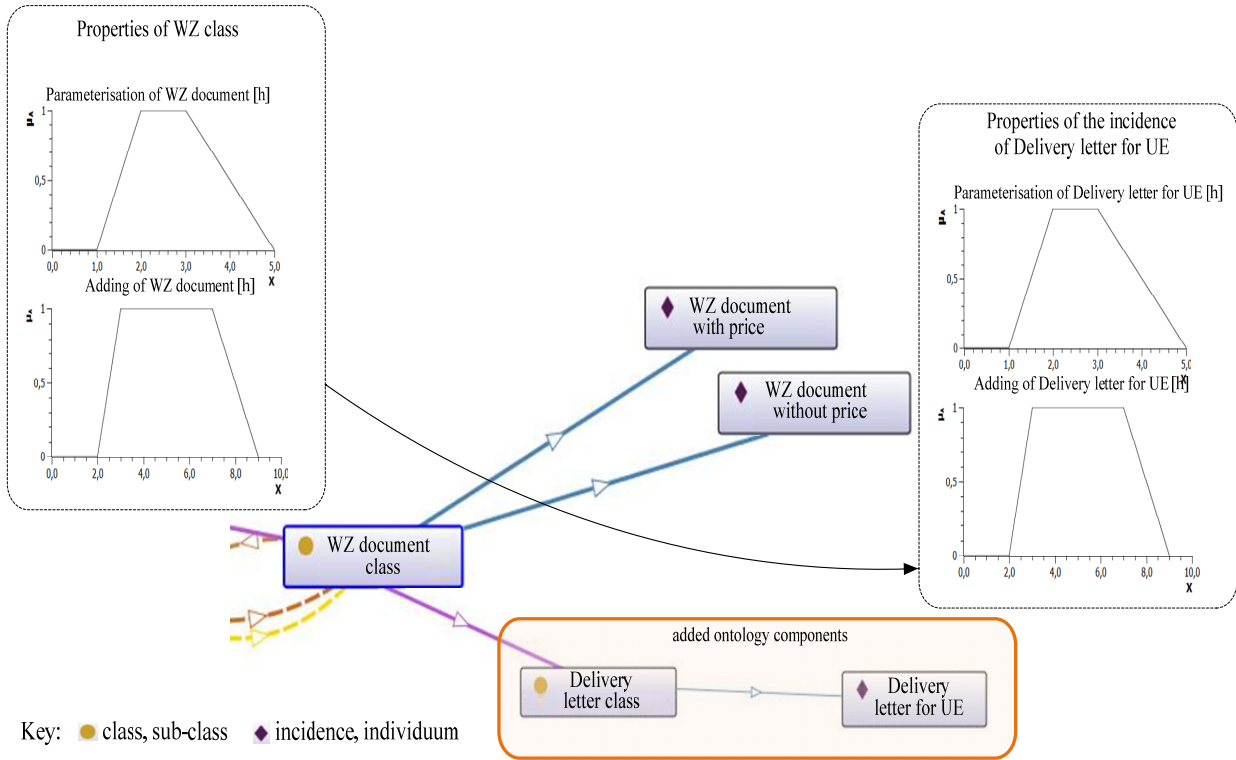 Properties of WZ class
Parameterisation of WZ document [h]
μA
1
0,5
0
0,0 1,0 2,0 3,0 4,0 5,0
X
Adding of WZ document [h]
μA
1
0,5
0
0,0 2,0 4,0 6,0 8,0 10,0
X
Properties of the incidence
of Delivery letter for UE
Parameterisation of Delivery letter for UE [h]
μA
1
0,5
0
0,0 1,0 2,0 3,0 4,0 5,0
X
Adding of Delivery letter for UE [h]
μA
1
0,5
0
0,0 2,0 4,0 6,0 8,0 10,0
X
WZ document
with price
WZ document
without price
WZ document
class
added ontology components
Delivery
letter class
Delivery
letter for UE
Key: class, sub-class incidence, individuum